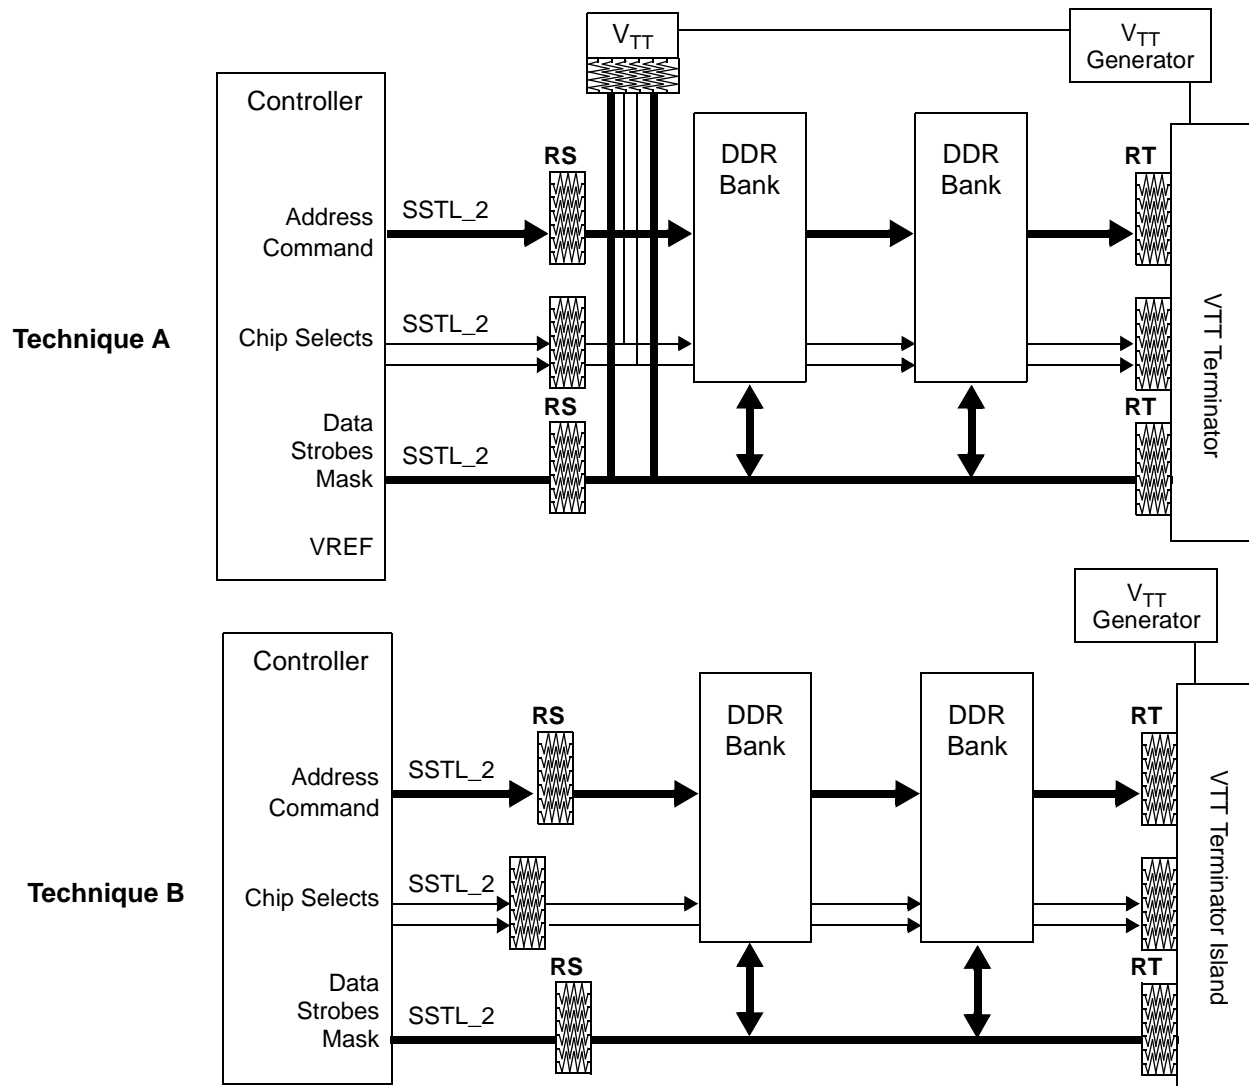 VTT
VTT
Generator
Controller
RS
DDR
Bank
DDR
Bank
RT
Address
Command
SSTL_2
Technique A
Chip Selects
SSTL_2
VTT Terminator
RS
RT
Data
Strobes
Mask
SSTL_2
VREF
VTT
Generator
Controller
RS
DDR
Bank
DDR
Bank
RT
Address
Command
SSTL_2
Technique B
Chip Selects
SSTL_2
VTT Terminator Island
RS
RT
Data
Strobes
Mask
SSTL_2